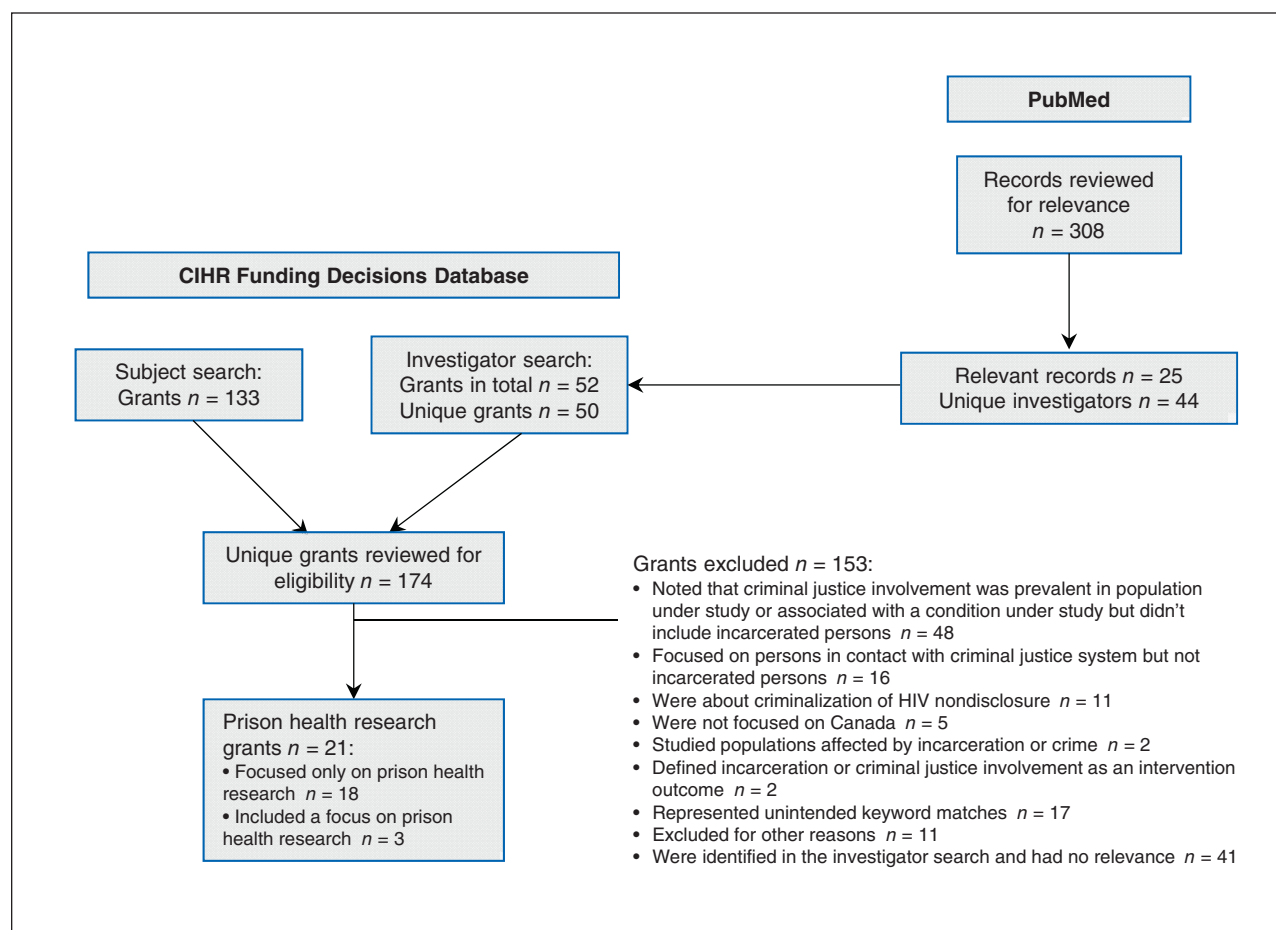 PubMed
Records reviewed
for relevance
n = 308
CIHR Funding Decisions Database
Subject search:
Grants n = 133
Investigator search:
Grants in total n = 52
Unique grants n = 50
Relevant records n = 25
Unique investigators n = 44
Unique grants reviewed for
eligibility n = 174
Grants excluded n = 153:
• Noted that criminal justice involvement was prevalent in population
under study or associated with a condition under study but didn’t
include incarcerated persons n = 48
• Focused on persons in contact with criminal justice system but not
incarcerated persons n = 16
• Were about criminalization of HIV nondisclosure n = 11
• Were not focused on Canada n = 5
• Studied populations affected by incarceration or crime n = 2
• Defined incarceration or criminal justice involvement as an intervention
outcome n = 2
• Represented unintended keyword matches n = 17
• Excluded for other reasons n = 11
• Were identified in the investigator search and had no relevance n = 41
Prison health research
grants n = 21:
• Focused only on prison health
research n = 18
• Included a focus on prison
health research n = 3